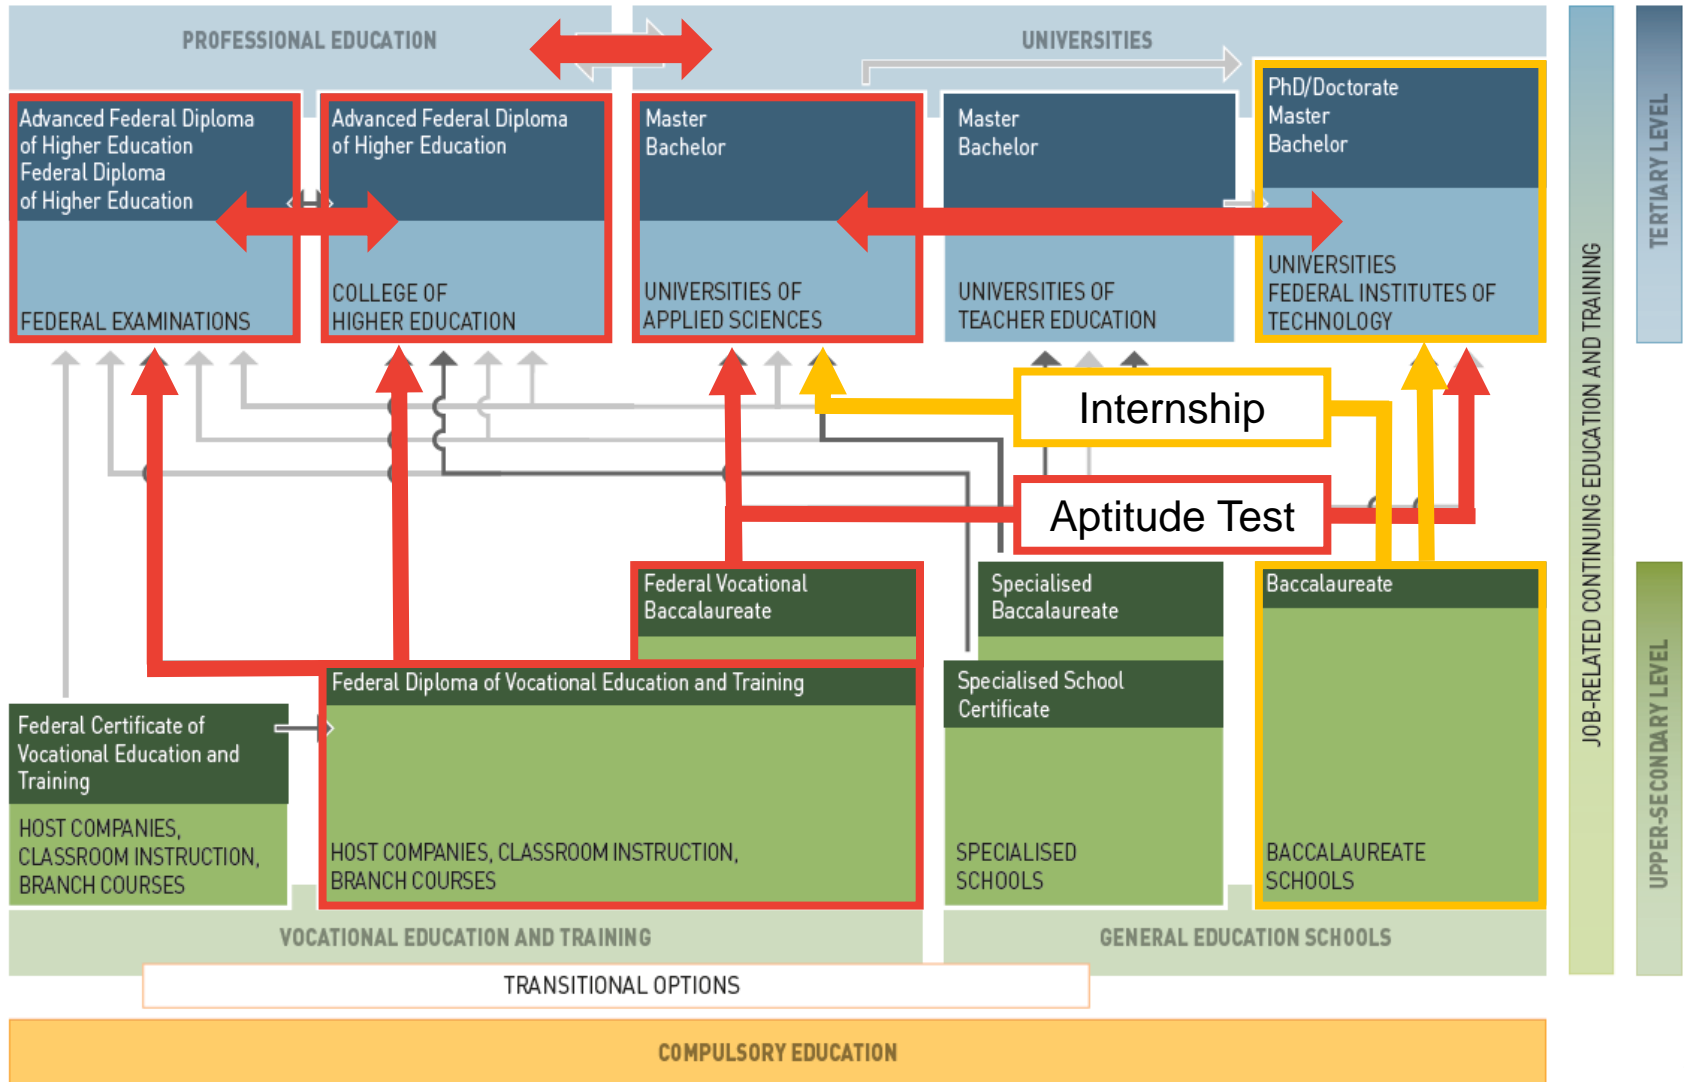 PROFESSIONAL EDUCATION
UNIVERSITIES
Advanced Federal Diploma
of Higher Education
Federal Diploma
of Higher Education
FEDERAL EXAMINATIONS
Advanced Federal Diploma
of Higher Education
COLLEGE OF
HIGHER EDUCATION
Master
Bachelor
UNIVERSITIES OF
APPLIED SCIENCES
Master
Bachelor
UNIVERSITIES OF
TEACHER EDUCATION
PhD/Doctorate
Master
Bachelor
UNIVERSITIES
FEDERAL INSTITUTES OF
TECHNOLOGY
Internship
Aptitude Test
Federal Vocational
Baccalaureate
Specialised
Baccalaureate
Baccalaureate
Federal Certificate of
Vocational Education and
Training
HOST COMPANIES,
CLASSROOM INSTRUCTION,
BRANCH COURSES
Federal Diploma of Vocational Education and Training
HOST COMPANIES, CLASSROOM INSTRUCTION,
BRANCH COURSES
Specialised School
Certificate
SPECIALISED
SCHOOLS
BACCALAUREATE
SCHOOLS
VOCATIONAL EDUCATION AND TRAINING
GENERAL EDUCATION SCHOOLS
TRANSITIONAL OPTIONS
COMPULSORY EDUCATION
JOB-RELATED CONTINUING EDUCATION AND TRAINING
TERTIARY LEVEL
UPPER-SECONDARY LEVEL